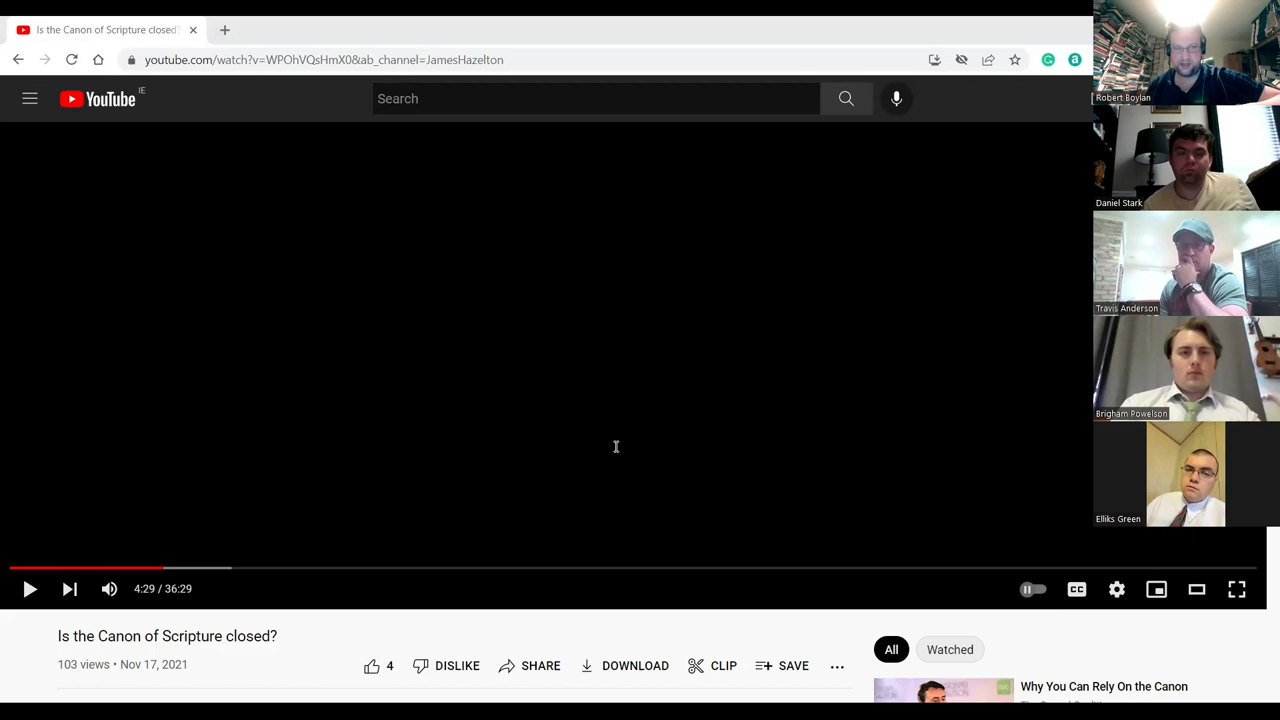 Is the Canon of Scripture closed?
youtube.com/watch?v=WPOhVQsHmX0&ab_channel=JamesHazelton
YouTube IE
Search
Robert Boylan
Daniel Stark
Travis Anderson
Brigham Powelson
Elliks Green
4:29 / 36:29
CC
Is the Canon of Scripture closed?
103 views • Nov 17, 2021
4 DISLIKE SHARE DOWNLOAD CLIP SAVE
All Watched
Why You Can Rely On the Canon